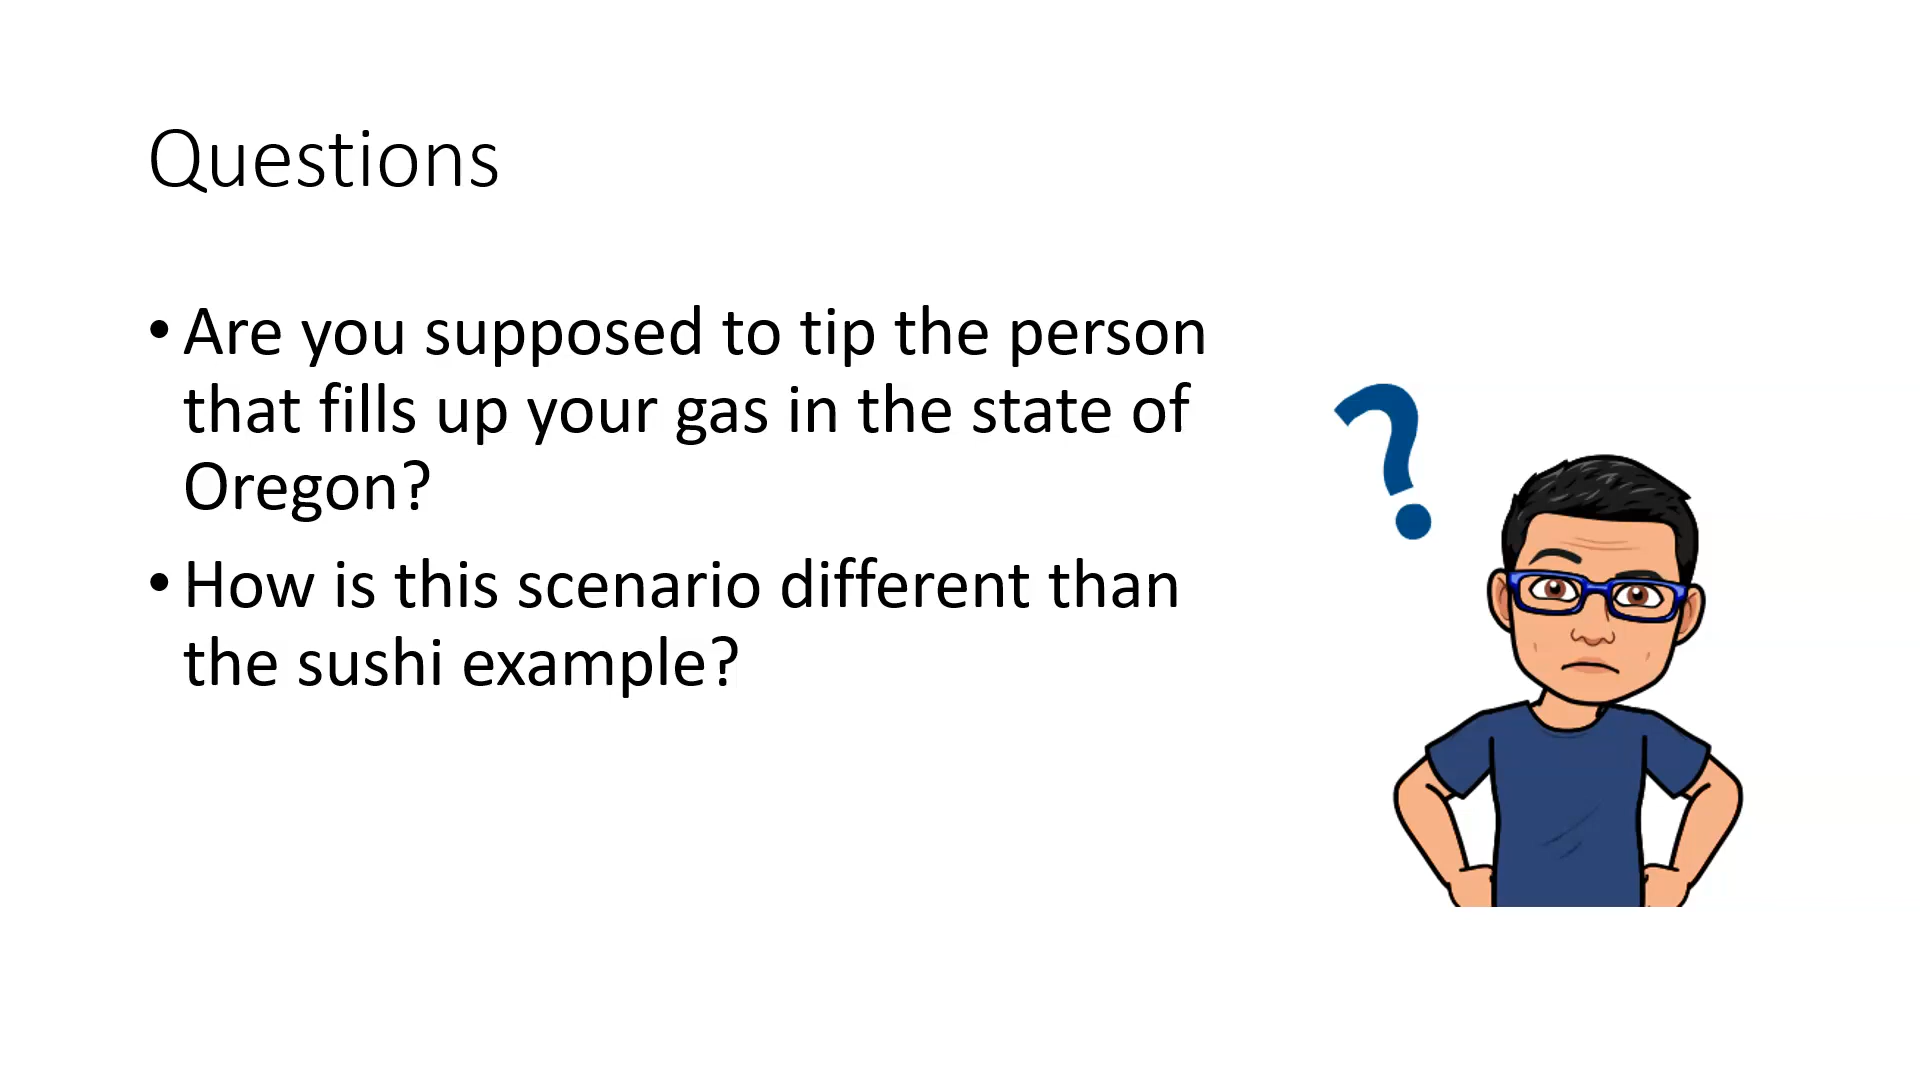 Questions
• Are you supposed to tip the person
that fills up your gas in the state of
Oregon?
• How is this scenario different than
the sushi example?
?